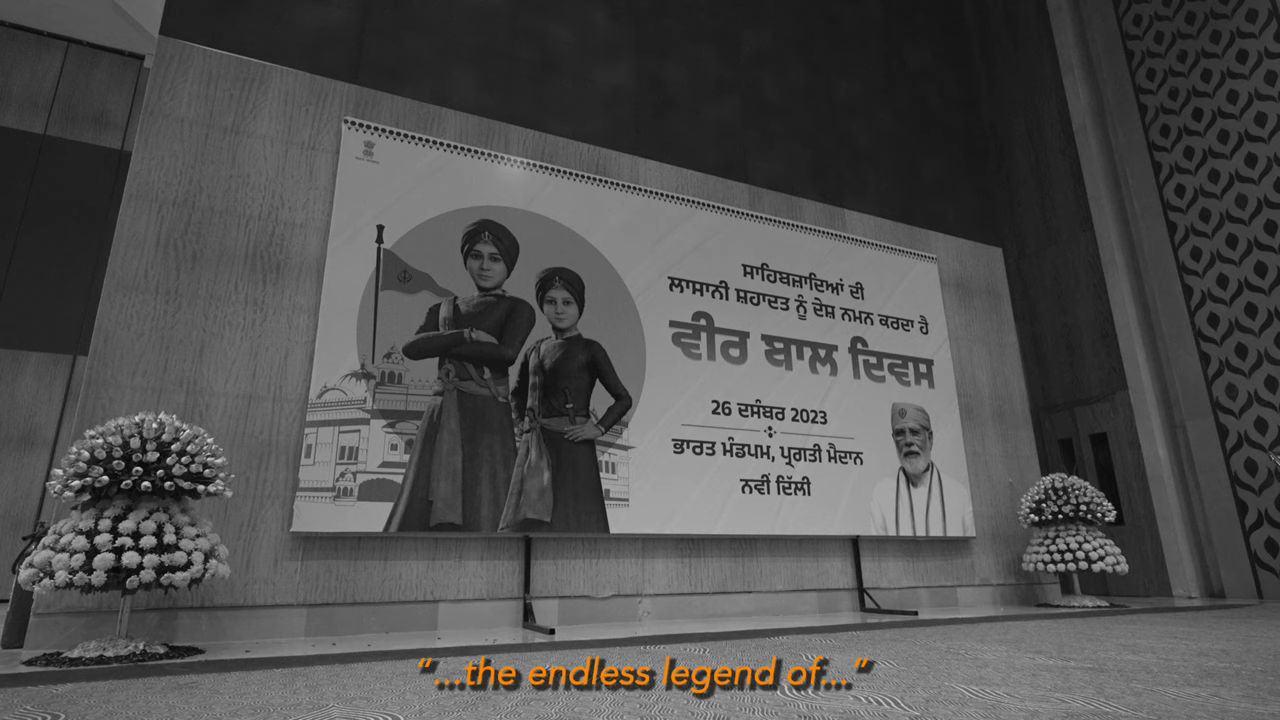 ਸਾਹਿਬਜ਼ਾਦਿਆਂ ਦੀ
ਲਾਸਾਨੀ ਸ਼ਹਾਦਤ ਨੂੰ ਦੇਸ਼ ਨਮਨ ਕਰਦਾ ਹੈ
ਵੀਰ ਬਾਲ ਦਿਵਸ
26 ਦਸੰਬਰ 2023
ਭਾਰਤ ਮੰਡਪਮ, ਪ੍ਰਗਤੀ ਮੈਦਾਨ
ਨਵੀਂ ਦਿੱਲੀ
“...the endless legend of...”